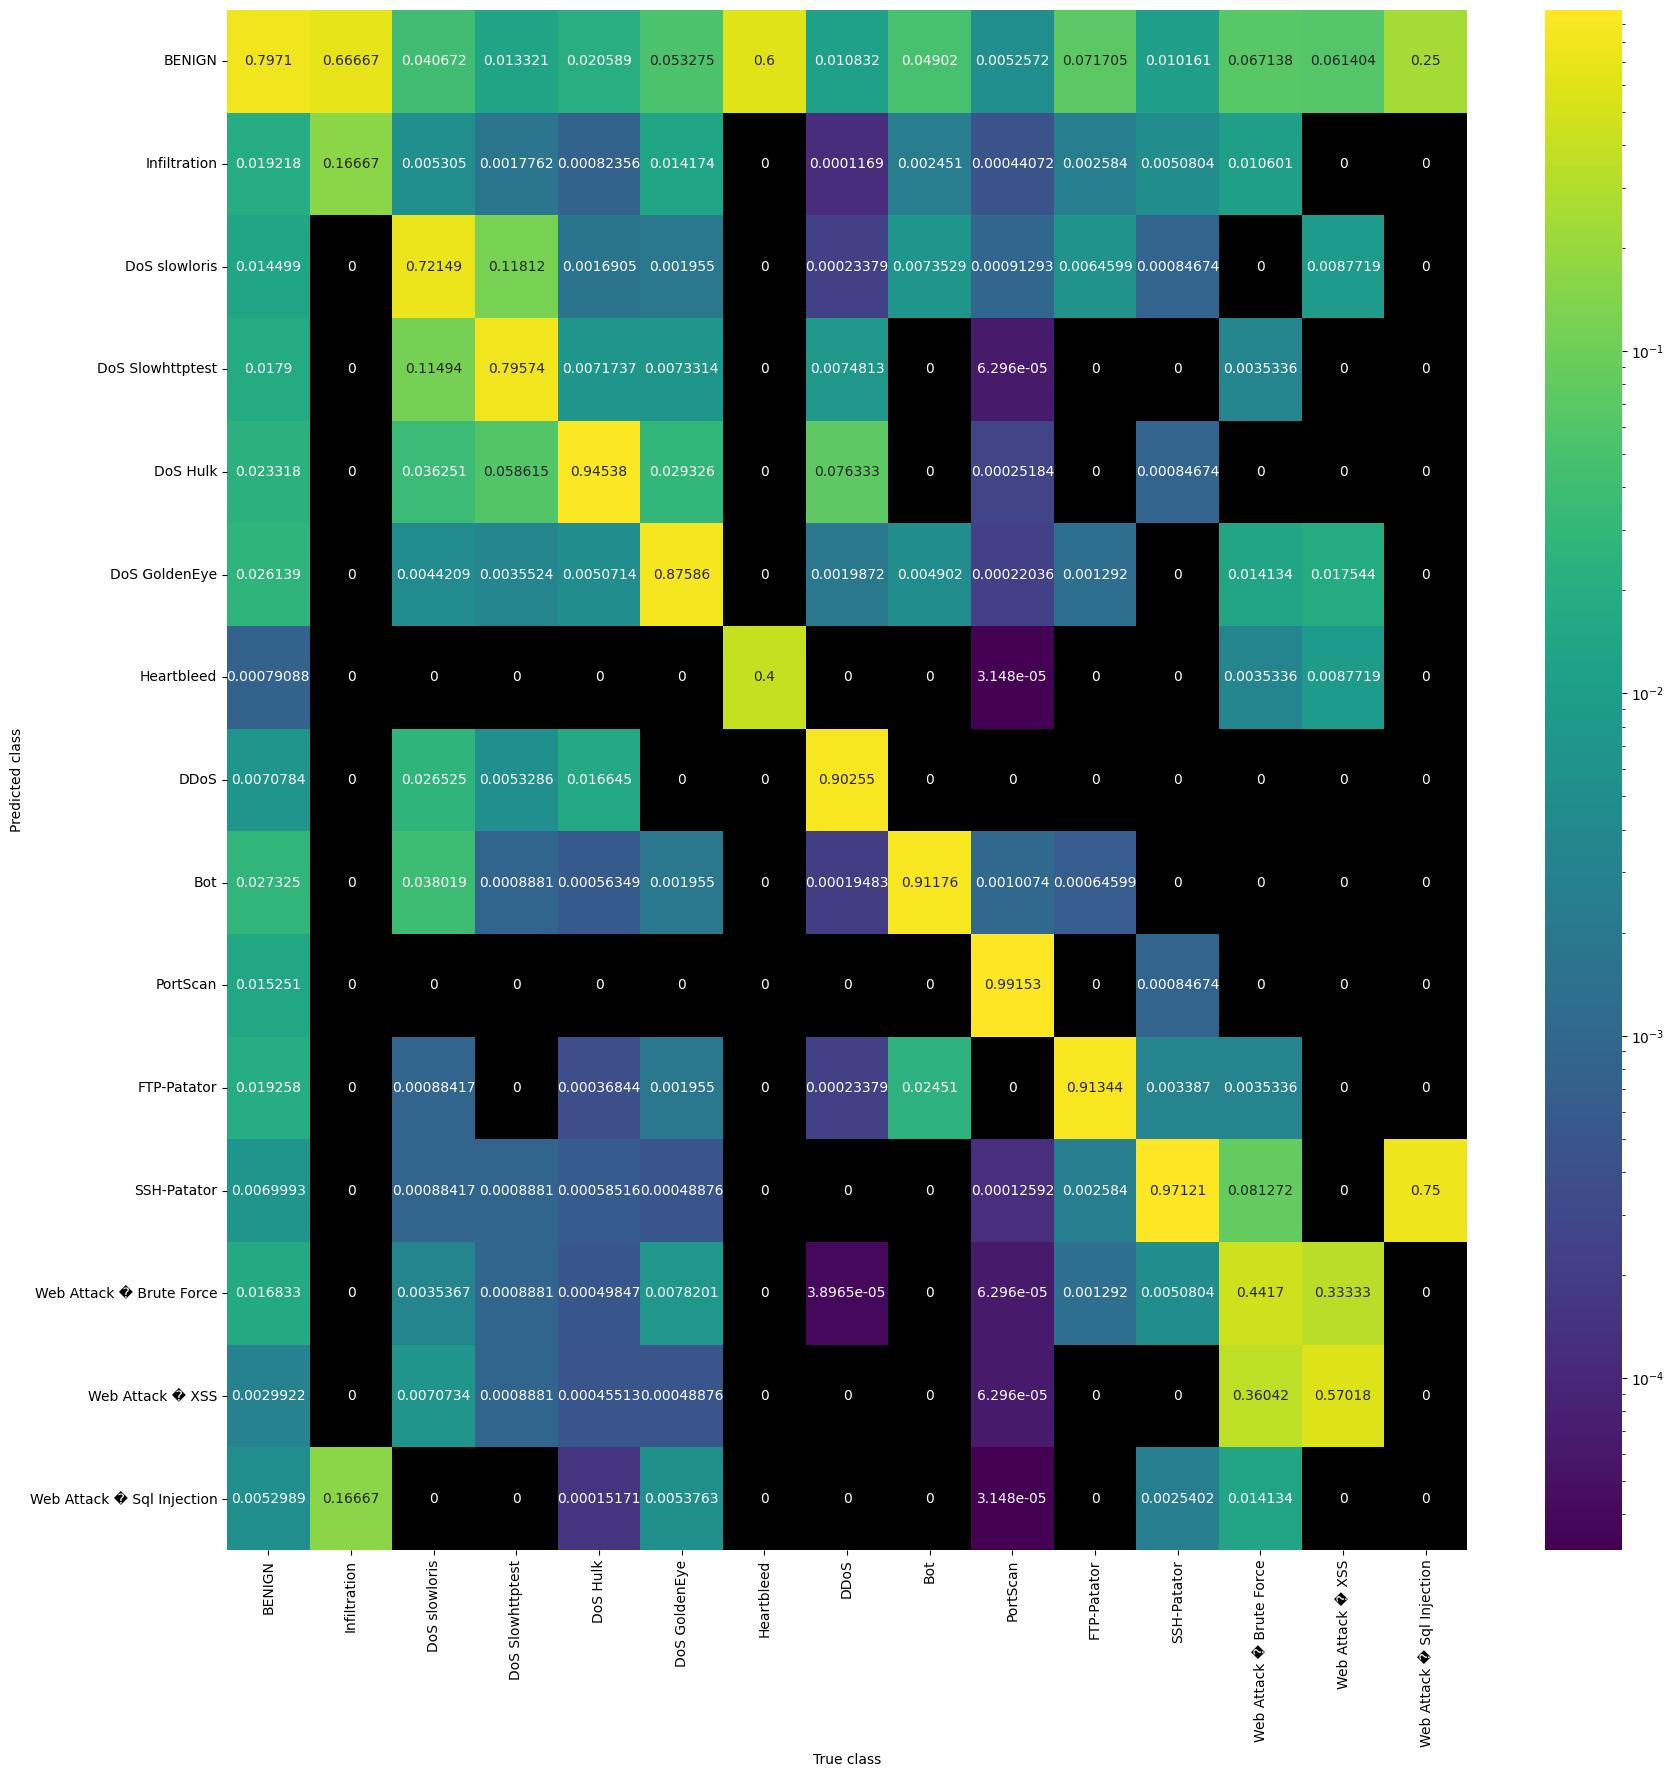 BENIGN 0.7971 0.66667 0.040672 0.013321 0.020589 0.053275 0.6 0.010832 0.04902 0.0052572 0.071705 0.010161 0.067138 0.061404 0.25
Infiltration 0.019218 0.16667 0.005305 0.0017762 0.00082356 0.014174 0 0.0001169 0.002451 0.00044072 0.002584 0.0050804 0.010601 0 0
DoS slowloris 0.014499 0 0.72149 0.11812 0.0016905 0.001955 0 0.00023379 0.0073529 0.00091293 0.0064599 0.00084674 0 0.0087719 0
DoS Slowhttptest 0.0179 0 0.11494 0.79574 0.0071737 0.0073314 0 0.0074813 0 6.296e-05 0 0 0.0035336 0 0
10⁻¹
DoS Hulk 0.023318 0 0.036251 0.058615 0.94538 0.029326 0 0.076333 0 0.00025184 0 0.00084674 0 0 0
DoS GoldenEye 0.026139 0 0.0044209 0.0035524 0.0050714 0.87586 0 0.0019872 0.004902 0.00022036 0.001292 0 0.014134 0.017544 0
Heartbleed 0.00079088 0 0 0 0 0 0.4 0 0 3.148e-05 0 0 0.0035336 0.0087719 0
10⁻²
Predicted class
DDoS 0.0070784 0 0.026525 0.0053286 0.016645 0 0 0.90255 0 0 0 0 0 0 0
Bot 0.027325 0 0.038019 0.0008881 0.00056349 0.001955 0 0.00019483 0.91176 0.0010074 0.00064599 0 0 0 0
PortScan 0.015251 0 0 0 0 0 0 0 0 0.99153 0 0.00084674 0 0 0
10⁻³
FTP-Patator 0.019258 0 0.00088417 0 0.00036844 0.001955 0 0.00023379 0.02451 0 0.91344 0.003387 0.0035336 0 0
SSH-Patator 0.0069993 0 0.00088417 0.0008881 0.00058516 0.00048876 0 0 0 0.00012592 0.002584 0.97121 0.081272 0 0.75
Web Attack � Brute Force 0.016833 0 0.0035367 0.0008881 0.00049847 0.0078201 0 3.8965e-05 0 6.296e-05 0.001292 0.0050804 0.4417 0.33333 0
10⁻⁴
Web Attack � XSS 0.0029922 0 0.0070734 0.0008881 0.00045513 0.00048876 0 0 0 6.296e-05 0 0 0.36042 0.57018 0
Web Attack � Sql Injection 0.0052989 0.16667 0 0 0.00015171 0.0053763 0 0 0 3.148e-05 0 0.0025402 0.014134 0 0
BENIGN
Infiltration
DoS slowloris
DoS Slowhttptest
DoS Hulk
DoS GoldenEye
Heartbleed
DDoS
Bot
PortScan
FTP-Patator
SSH-Patator
Web Attack � Brute Force
Web Attack � XSS
Web Attack � Sql Injection
True class